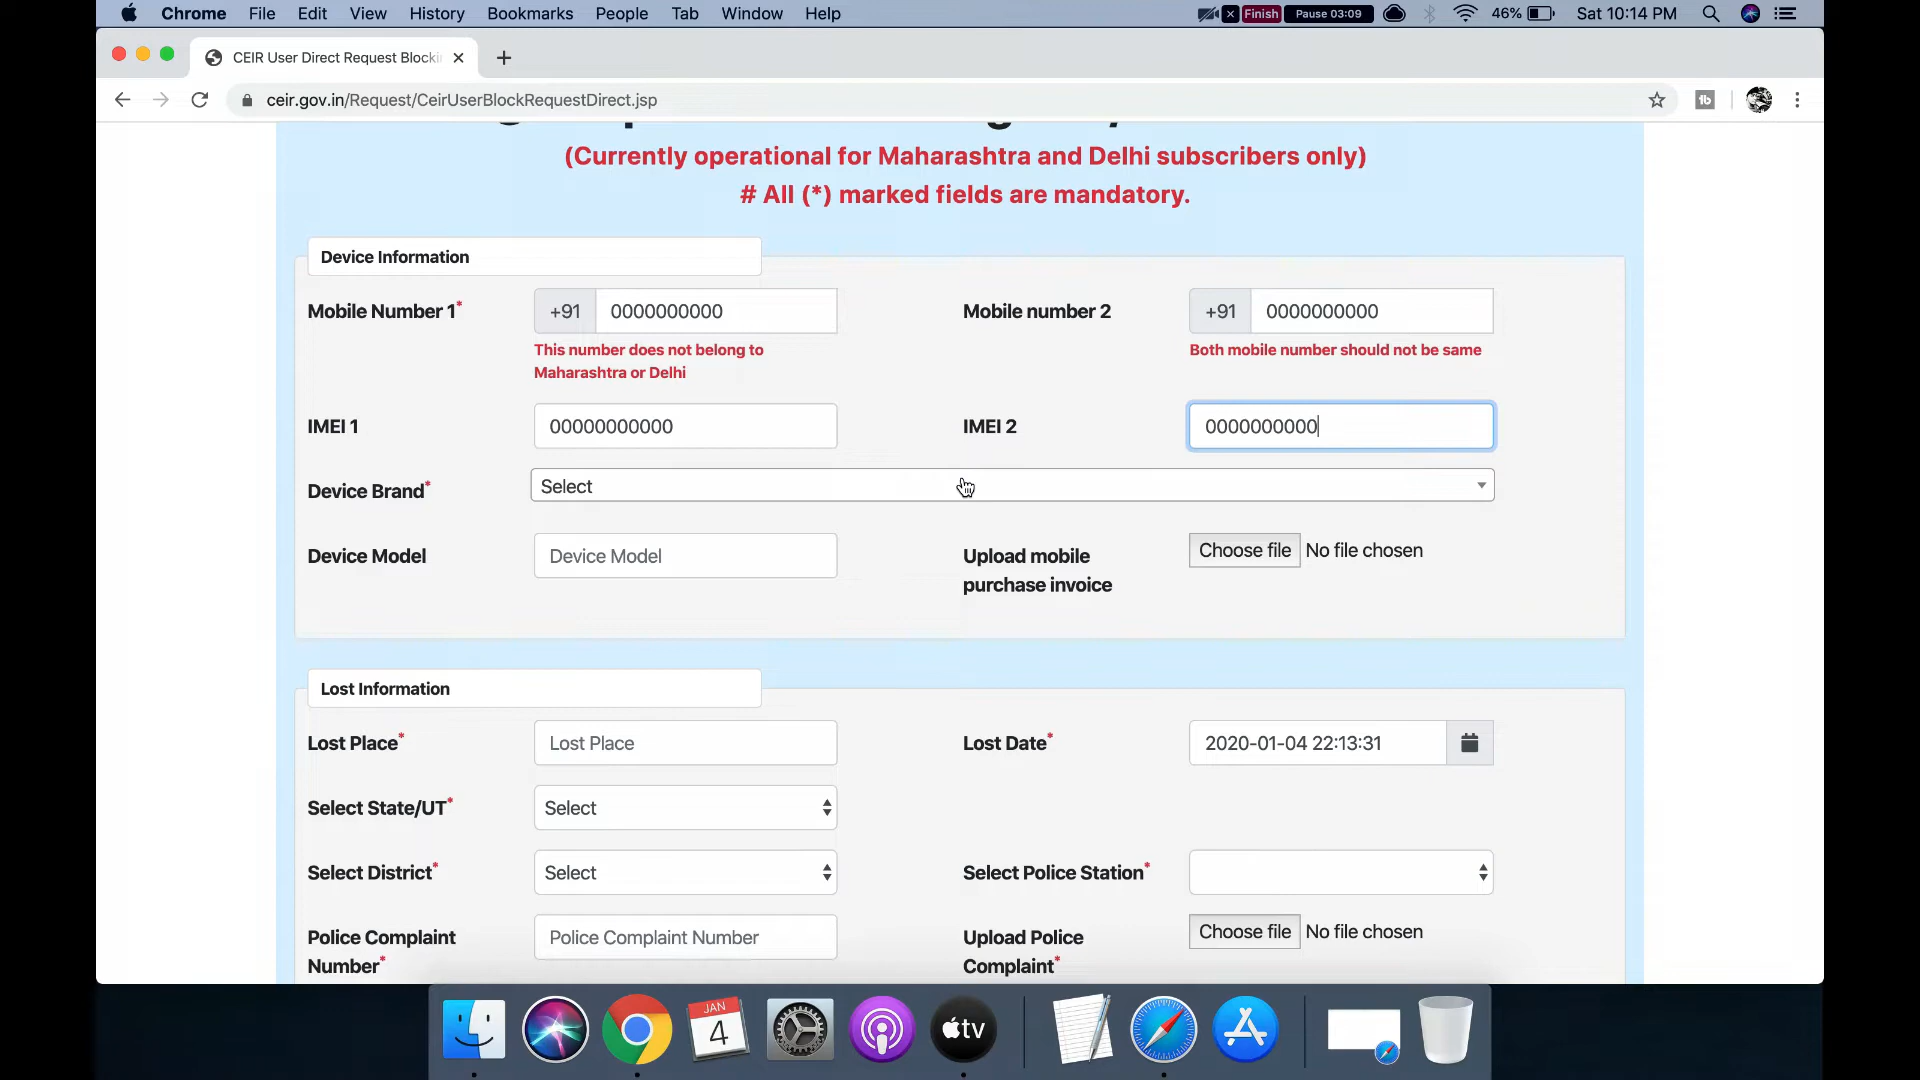 Chrome File Edit View History Bookmarks People Tab Window Help
Finish Pause 03:09 46% Sat 10:14 PM
CEIR User Direct Request Blocki
ceir.gov.in/Request/CeirUserBlockRequestDirect.jsp
(Currently operational for Maharashtra and Delhi subscribers only)
# All (*) marked fields are mandatory.
Device Information
Mobile Number 1* +91 0000000000 Mobile number 2 +91 0000000000
This number does not belong to Both mobile number should not be same
Maharashtra or Delhi
IMEI 1 00000000000 IMEI 2 0000000000
Device Brand* Select
Device Model Device Model Upload mobile Choose file No file chosen
purchase invoice
Lost Information
Lost Place* Lost Place Lost Date* 2020-01-04 22:13:31
Select State/UT* Select
Select District* Select Select Police Station*
Police Complaint Police Complaint Number Upload Police Choose file No file chosen
Number* Complaint*
JAN
4
tv